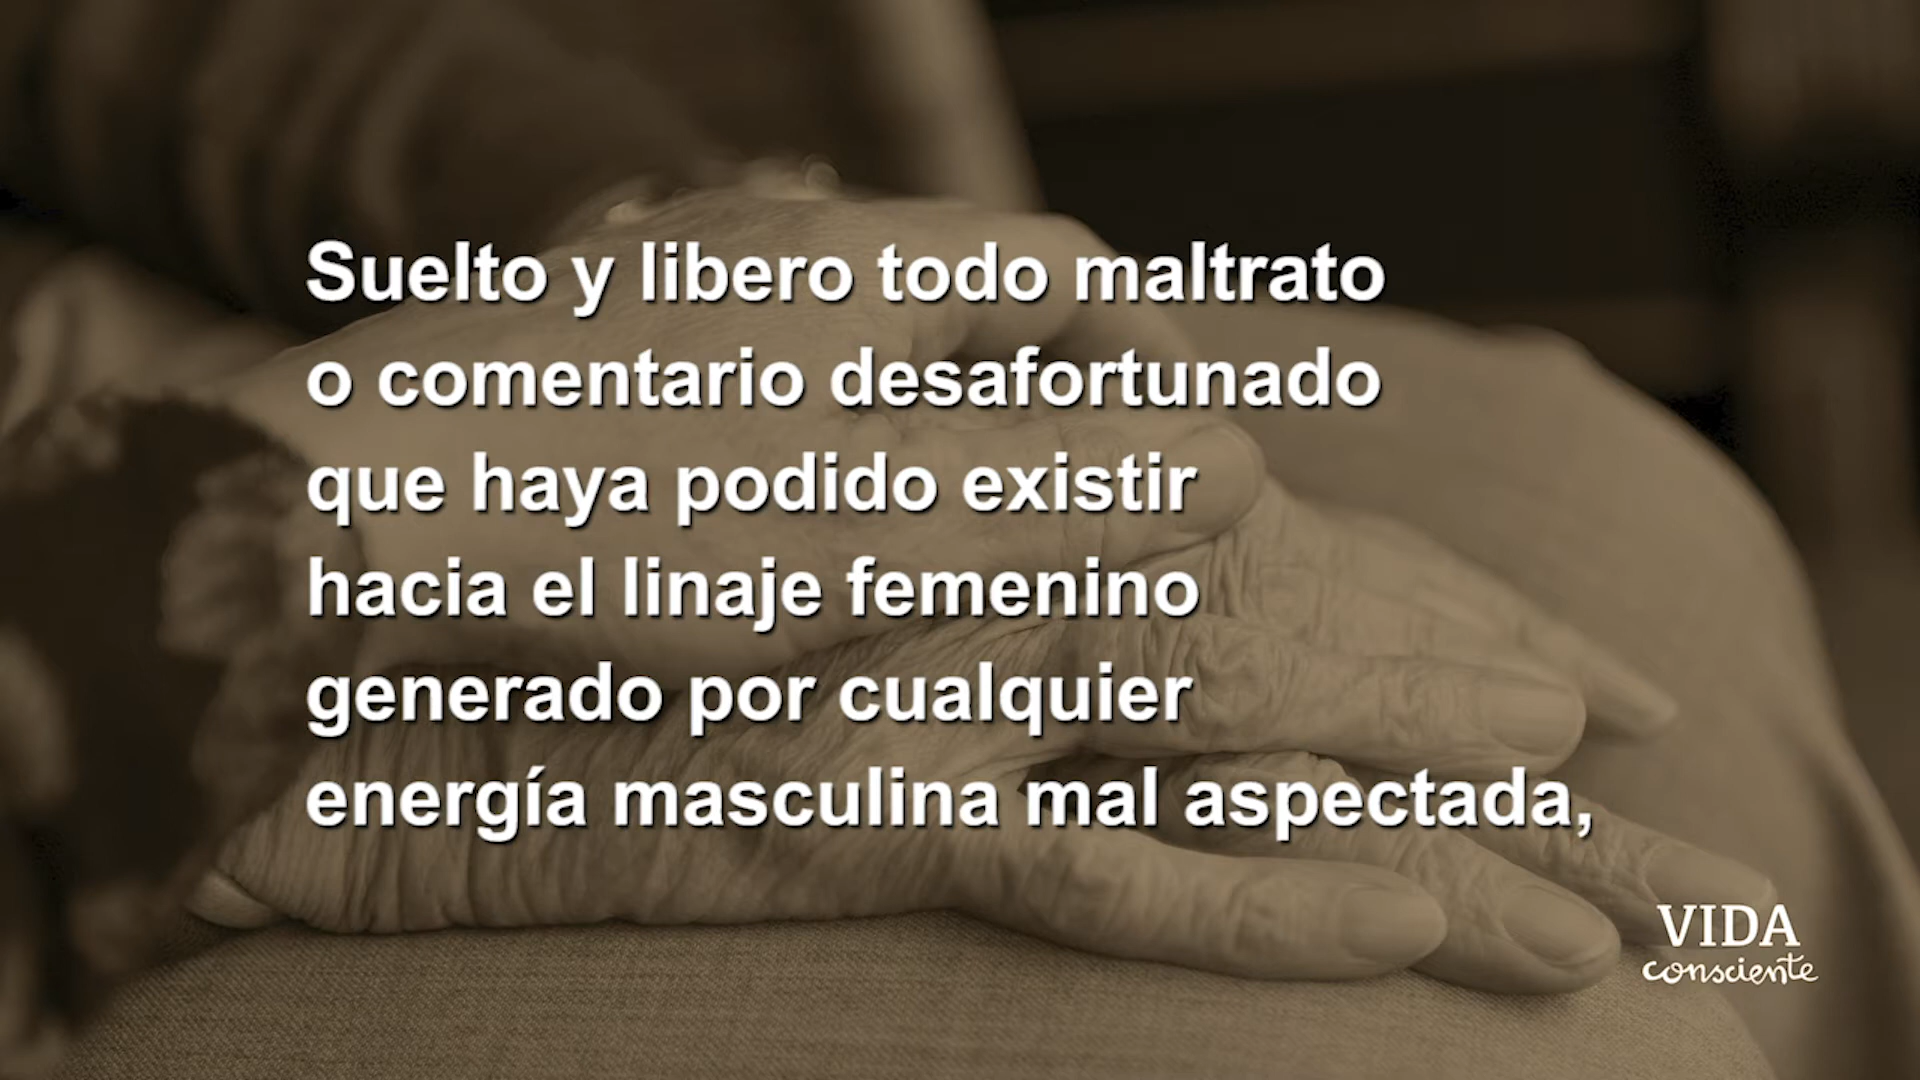 Suelto y libero todo maltrato
o comentario desafortunado
que haya podido existir
hacia el linaje femenino
generado por cualquier
energía masculina mal aspectada,
VIDA
consciente